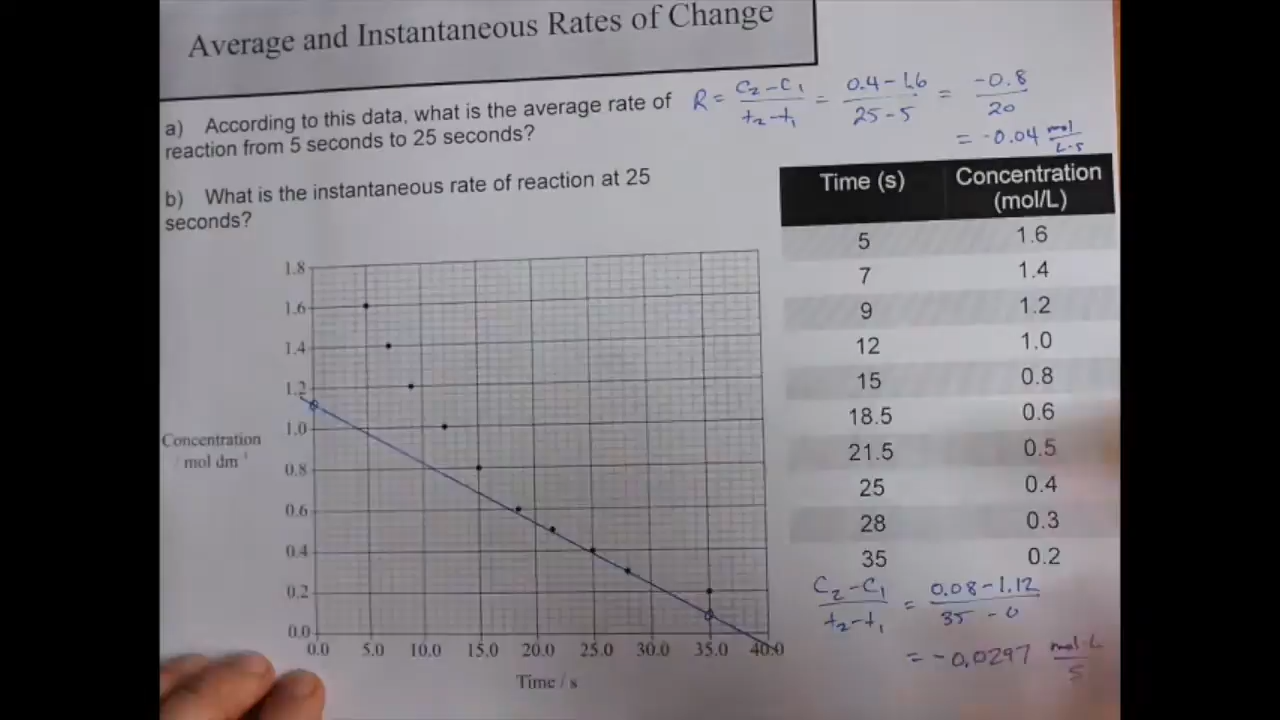 Average and Instantaneous Rates of Change
a) According to this data, what is the average rate of
reaction from 5 seconds to 25 seconds?
R = C₂-C₁ / t₂-t₁ = 0.4-1.6 / 25-5 = -0.8 / 20
= -0.04 mol / L·s
b) What is the instantaneous rate of reaction at 25
seconds?
Time (s) Concentration (mol/L)
5 1.6
7 1.4
9 1.2
12 1.0
15 0.8
18.5 0.6
21.5 0.5
25 0.4
28 0.3
35 0.2
1.8
1.6
1.4
1.2
1.0
0.8
0.6
0.4
0.2
0.0
Concentration
/ mol dm
0.0 5.0 10.0 15.0 20.0 25.0 30.0 35.0 40.0
Time / s
C₂-C₁ / t₂-t₁ = 0.08-1.12 / 35-0
= -0.0297 mol·L / s